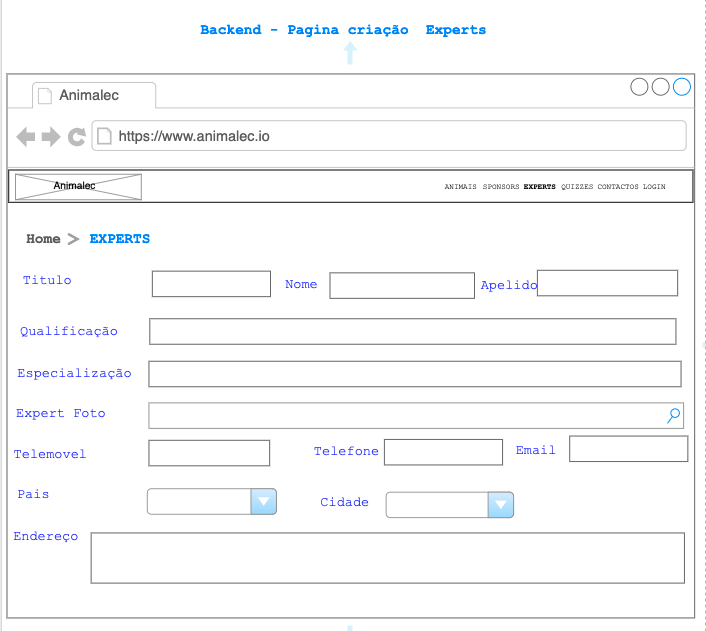 Backend - Pagina criação Experts
Animalec
https://www.animalec.io
Animalec
ANIMAIS SPONSORS EXPERTS QUIZZES CONTACTOS LOGIN
Home > EXPERTS
Titulo Nome Apelido
Qualificação
Especialização
Expert Foto
Telemovel Telefone Email
Pais Cidade
Endereço